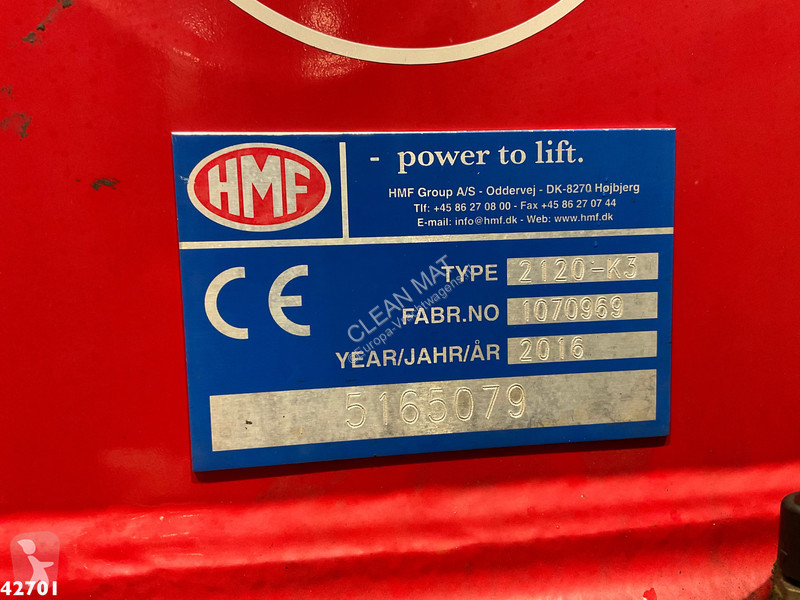 HMF
- power to lift.
HMF Group A/S - Oddervej - DK-8270 Højbjerg
Tlf: +45 86 27 08 00 - Fax +45 86 27 07 44
E-mail: info@hmf.dk - Web: www.hmf.dk
CE
TYPE 2120-K3
FABR.NO 1070969
YEAR/JAHR/ÅR 2016
5165079
CLEAN MAT
42701